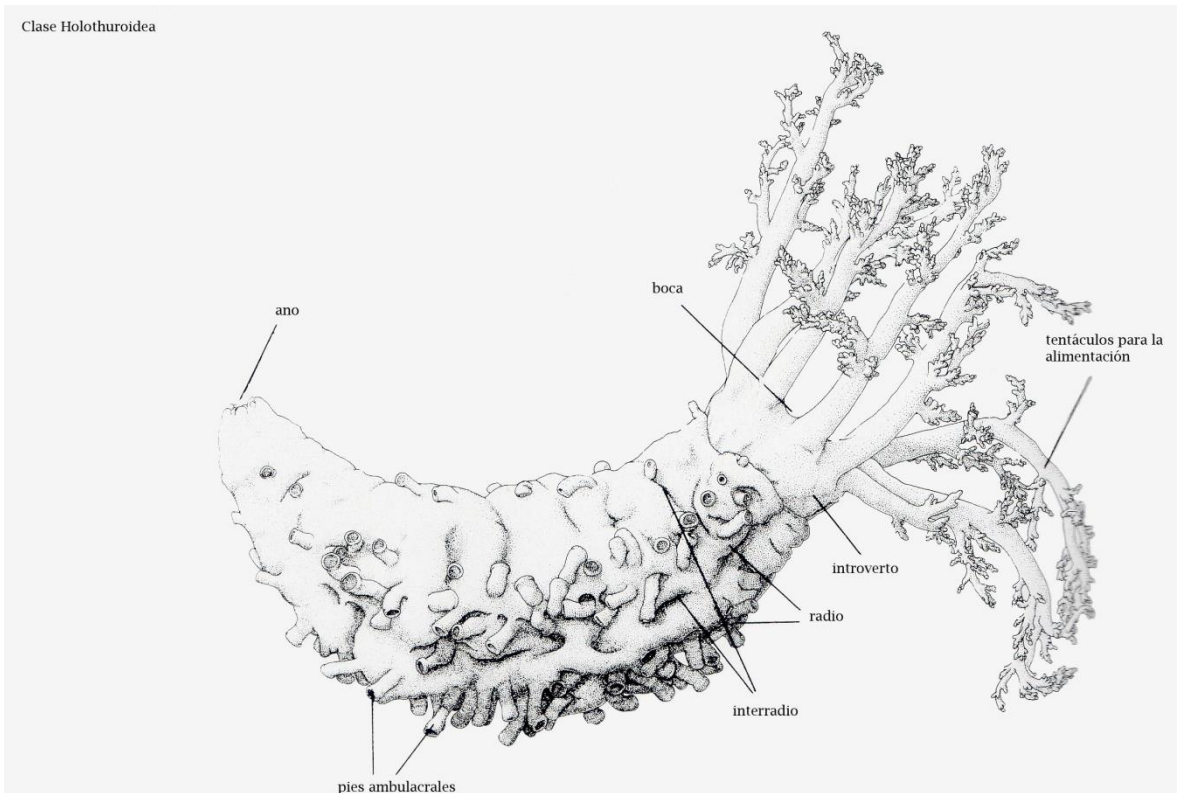 Clase Holothuroidea
boca
ano
tentáculos para la
alimentación
introverto
radio
interradio
pies ambulacrales